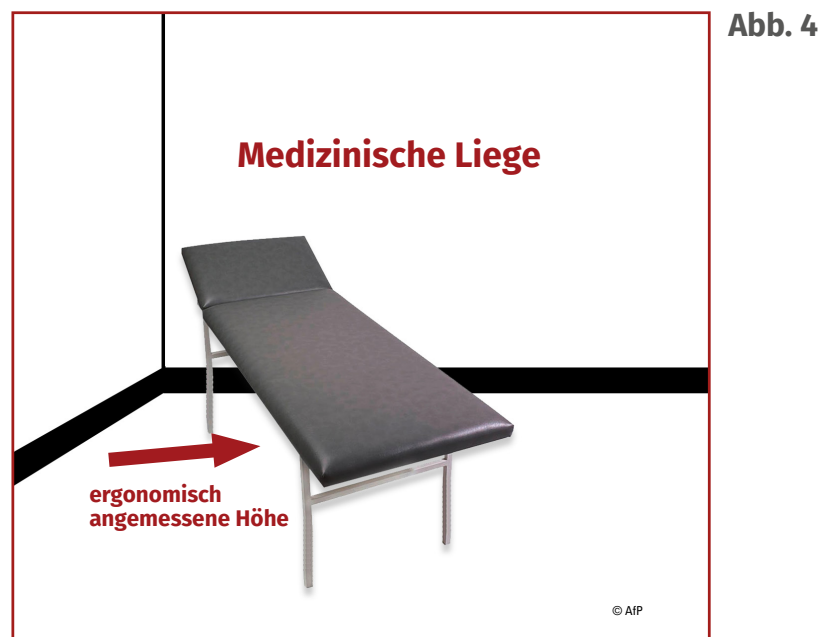 Abb. 4
Medizinische Liege
ergonomisch
angemessene Höhe
© AfP